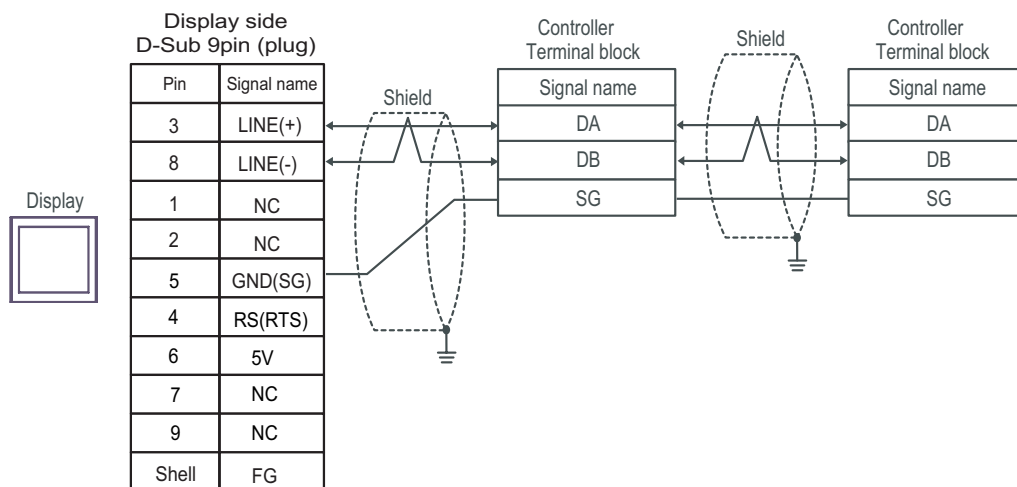 Display side
D-Sub 9pin (plug)
Pin Signal name
3 LINE(+)
8 LINE(-)
1 NC
2 NC
5 GND(SG)
4 RS(RTS)
6 5V
7 NC
9 NC
Shell FG
Display
Shield
Controller
Terminal block
Signal name
DA
DB
SG
Shield
Controller
Terminal block
Signal name
DA
DB
SG